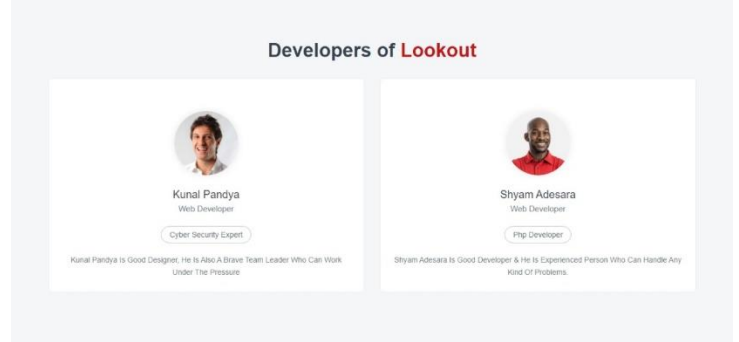 Developers of Lookout
Kunal Pandya
Web Developer
Cyber Security Expert
Kunal Pandya Is Good Designer, He Is Also A Brave Team Leader Who Can Work
Under The Pressure
Shyam Adesara
Web Developer
Php Developer
Shyam Adesara Is Good Developer & He Is Experienced Person Who Can Handle Any
Kind Of Problems.